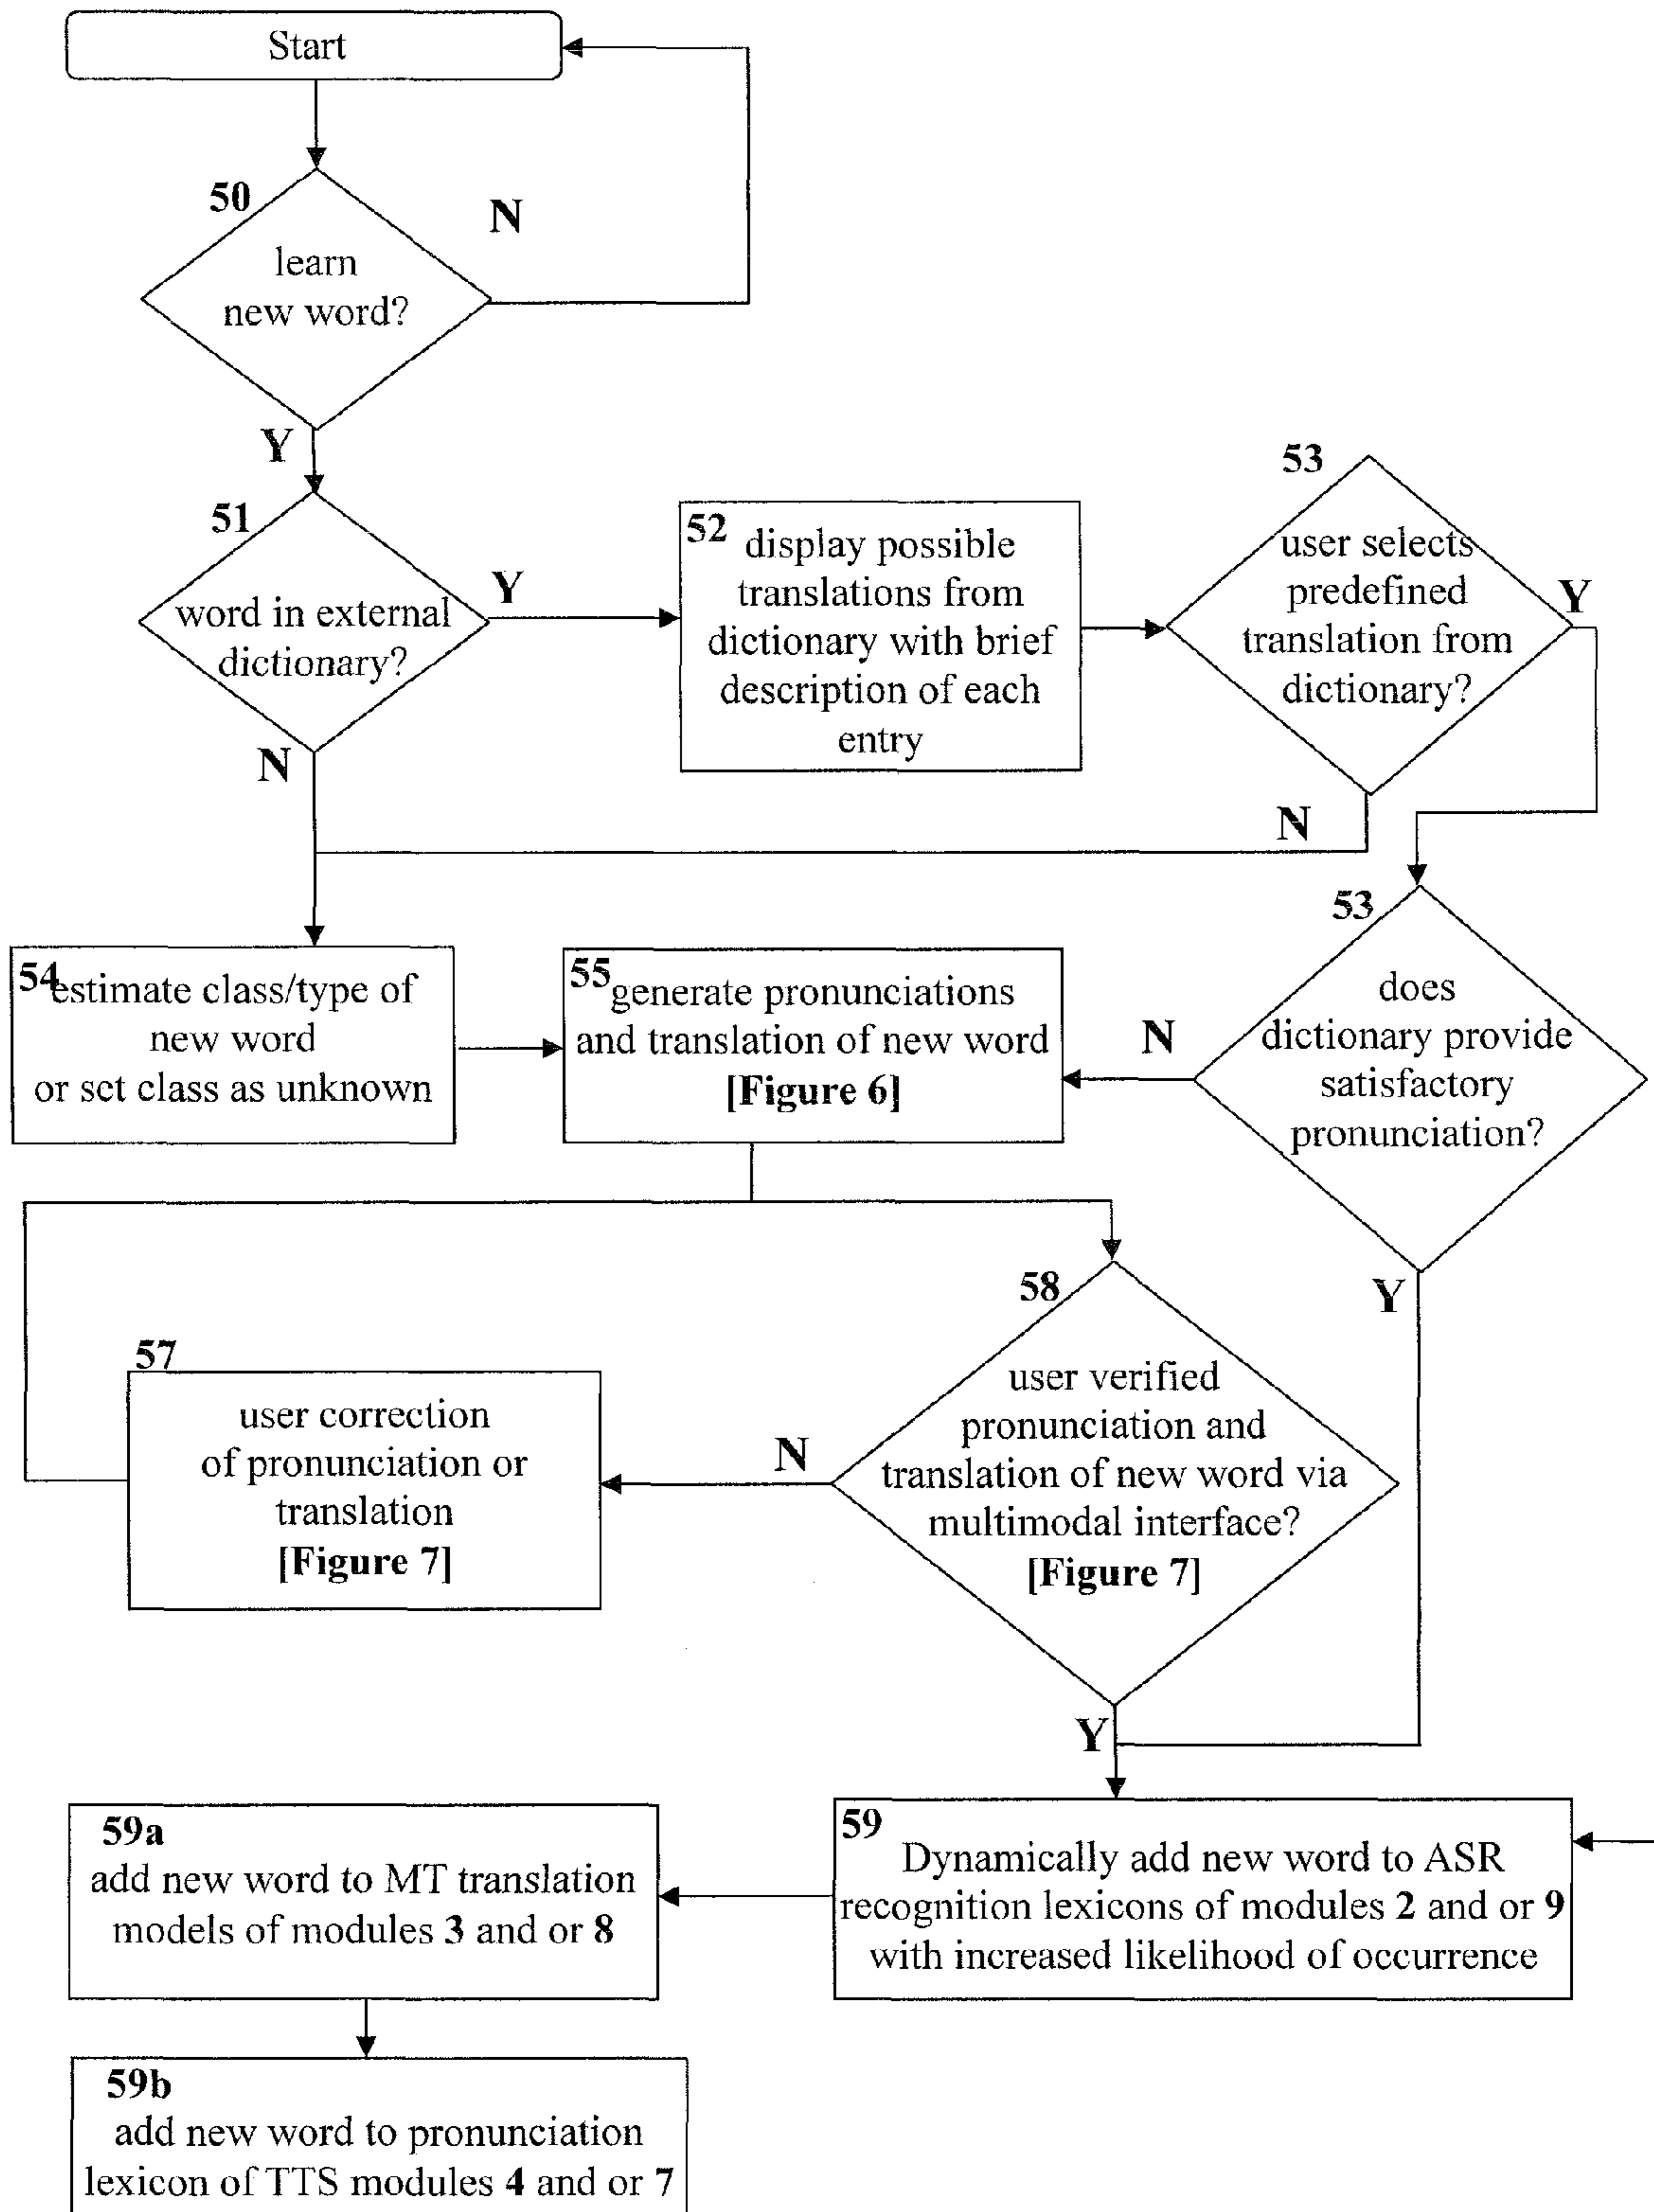 Start
50
N
learn
new word?
Y
53
51
52
display possible
translations from
dictionary with brief
description of each
entry
user selects
predefined
translation from
dictionary?
Y
Y
word in external
dictionary?
N
N
53
54
estimate class/type of
new word
or set class as unknown
55
generate pronunciations
and translation of new word
[Figure 6]
N
does
dictionary provide
satisfactory
pronunciation?
58
Y
57
user correction
of pronunciation or
translation
[Figure 7]
N
user verified
pronunciation and
translation of new word via
multimodal interface?
[Figure 7]
Y
59a
add new word to MT translation
models of modules 3 and or 8
59
Dynamically add new word to ASR
recognition lexicons of modules 2 and or 9
with increased likelihood of occurrence
59b
add new word to pronunciation
lexicon of TTS modules 4 and or 7